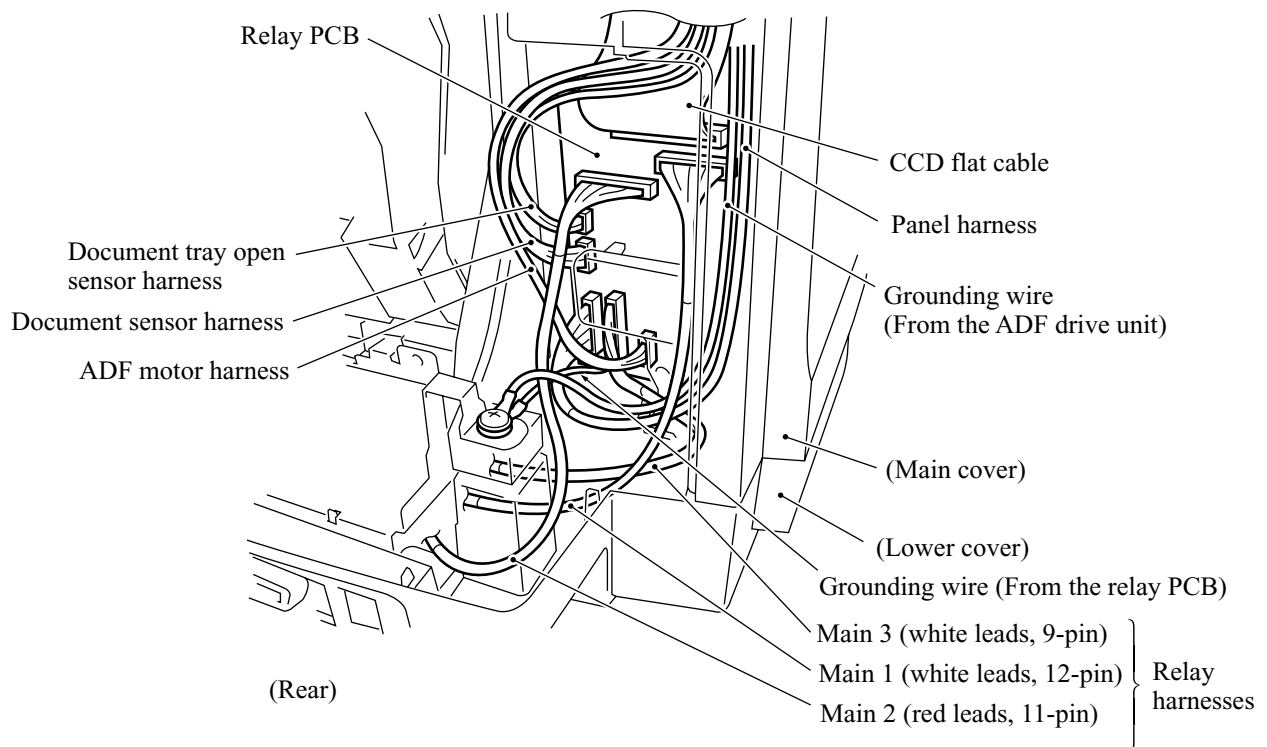 Relay PCB
CCD flat cable
Panel harness
Document tray open
sensor harness
Grounding wire
(From the ADF drive unit)
Document sensor harness
ADF motor harness
(Main cover)
(Lower cover)
Grounding wire (From the relay PCB)
Main 3 (white leads, 9-pin)
Main 1 (white leads, 12-pin)
Main 2 (red leads, 11-pin)
Relay
harnesses
(Rear)